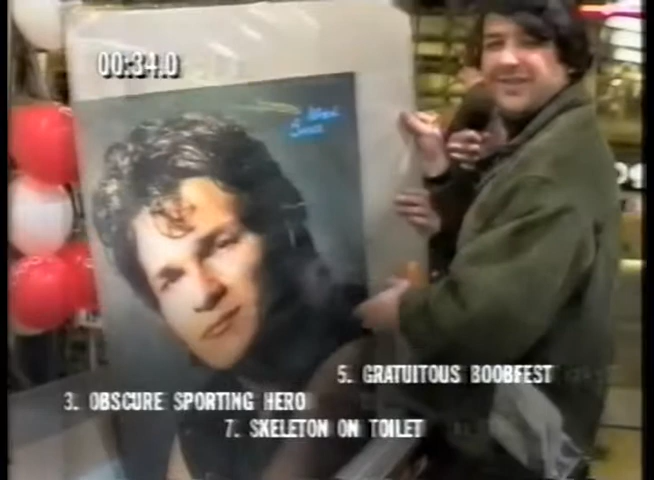 00:34.0
5. GRATUITOUS BOOBFEST
3. OBSCURE SPORTING HERO
7. SKELETON ON TOILET